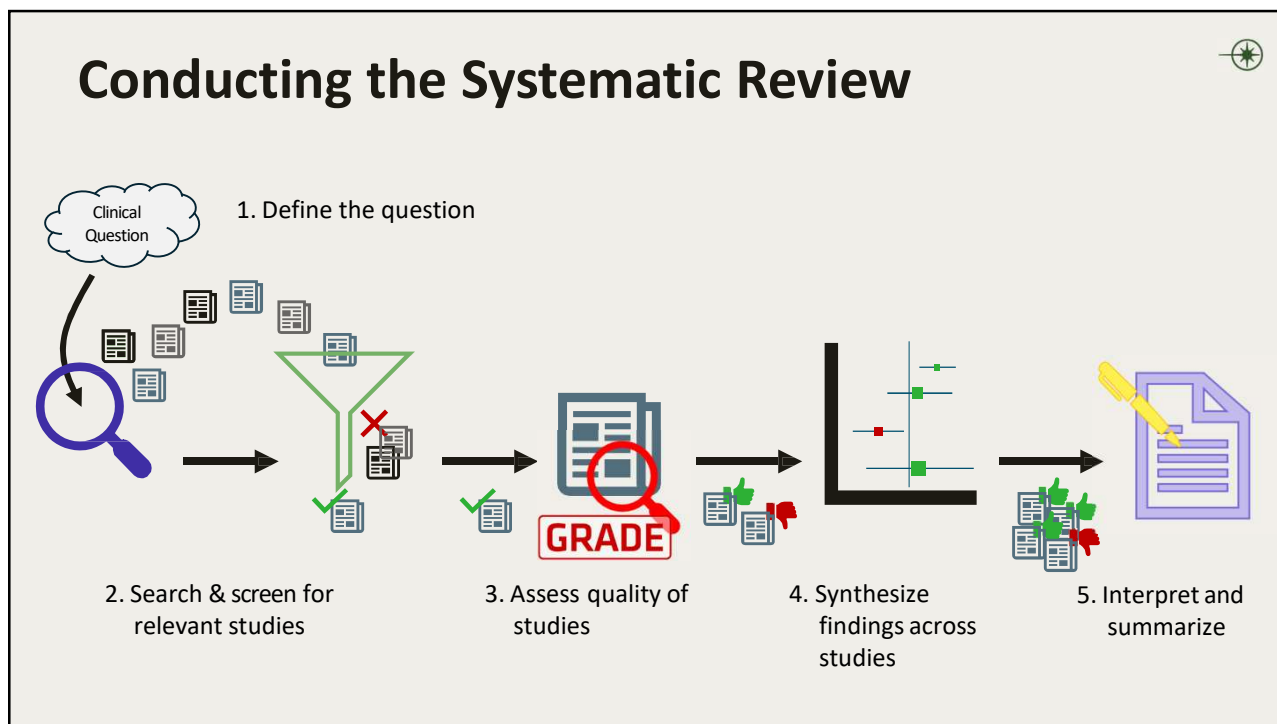 Conducting the Systematic Review
Clinical
Question
1. Define the question
GRADE
2. Search & screen for
relevant studies
3. Assess quality of
studies
4. Synthesize
findings across
studies
5. Interpret and
summarize